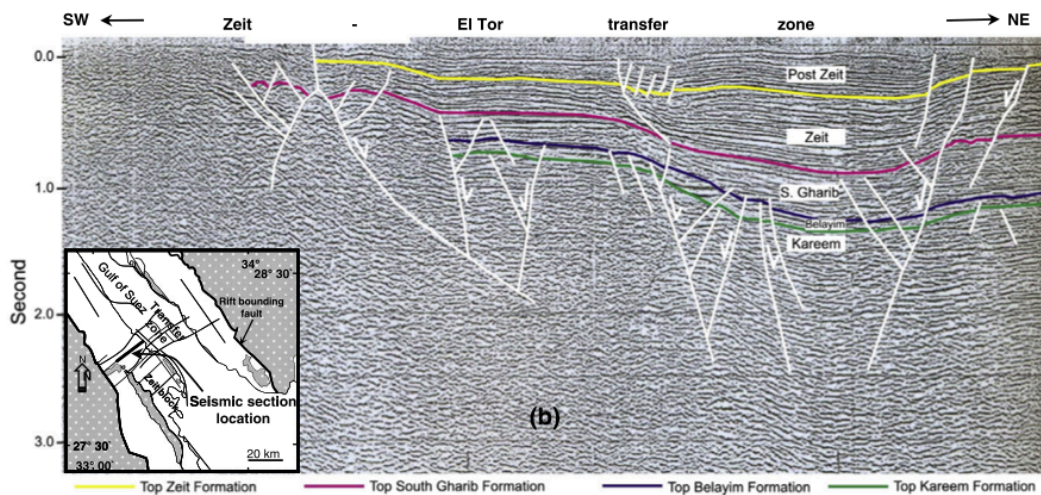 SW Zeit - El Tor transfer zone NE
0.0
Post Zeit
Zeit
1.0
S. Gharib
Belayim
Kareem
Second
2.0
3.0
34°
28° 30`
Gulf of Suez
Transfer
zone
Rift bounding
fault
N
N
Zeit block
Seismic section
location
27° 30`
33° 00`
20 km
(b)
Top Zeit Formation Top South Gharib Formation Top Belayim Formation Top Kareem Formation